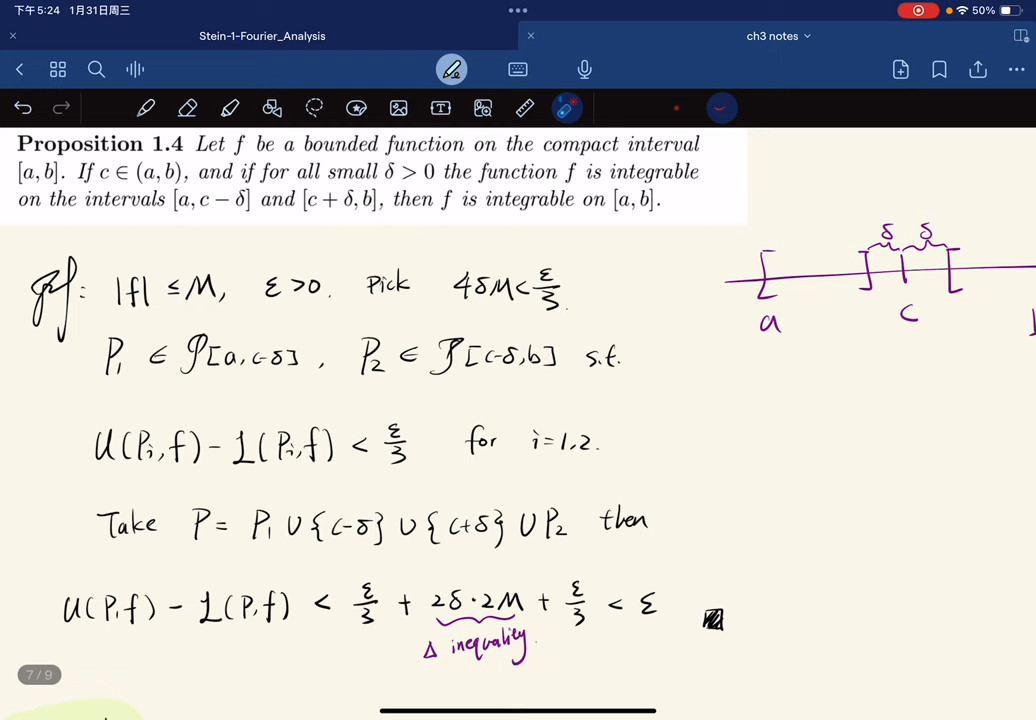 下午5:24 1月31日周三
50%
Stein-1-Fourier_Analysis
ch3 notes
Proposition 1.4 Let f be a bounded function on the compact interval
[a, b]. If c ∈ (a, b), and if for all small δ > 0 the function f is integrable
on the intervals [a, c − δ] and [c + δ, b], then f is integrable on [a, b].
δ δ
a c
pf: |f| ≤ M, ε > 0. Pick 4δM < ε/3.
P₁ ∈ 𝒫[a, c-δ], P₂ ∈ 𝒫[c-δ, b] s.t.
U(Pᵢ, f) - L(Pᵢ, f) < ε/3 for i=1,2.
Take P = P₁ ∪ {c-δ} ∪ {c+δ} ∪ P₂ then
U(P, f) - L(P, f) < ε/3 + 2δ·2M + ε/3 < ε
Δ inequality.
7/9